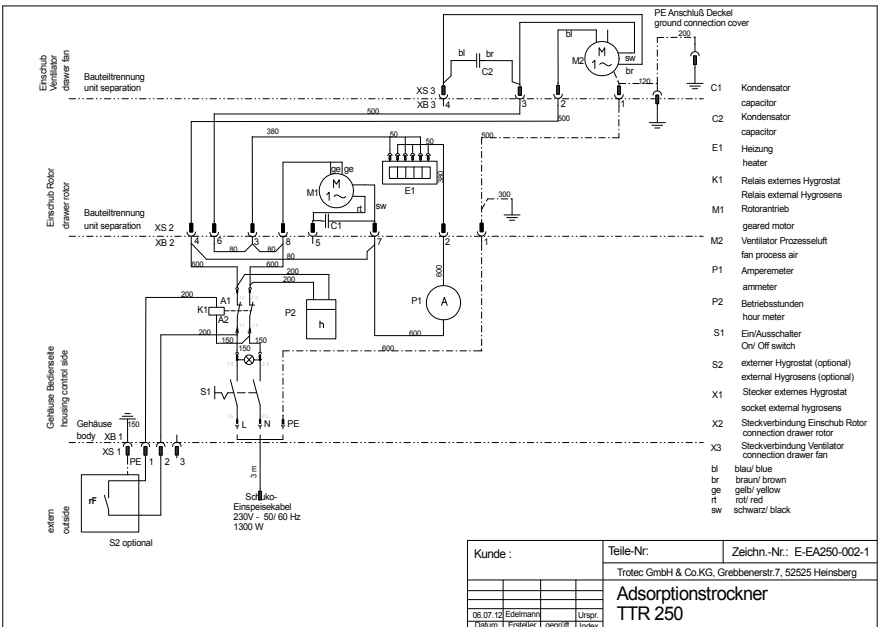 PE Anschluß Deckel
ground connection cover
200
bl
M
1~
M2
sw
br
120
bl
br
C2
Einschub
Ventilator
drawer fan
Bauteiltrennung
unit separation
XS 3
XB 3
4
3
2
1
500
500
500
380
50
50
380
ge
ge
M
1~
M1
rt
sw
C1
E1
300
Einschub Rotor
drawer rotor
Bauteiltrennung
unit separation
XS 2
XB 2
4
6
3
8
5
7
2
1
80
80
80
600
600
600
200
200
200
A1
K1
A2
200
150
150
150
P2
h
P1
A
600
600
S1
L
N
PE
Gehäuse Bedienseite
housing control side
Gehäuse
body
150
XB 1
XS 1
PE
1
2
3
3 m
Schuko-
Einspeisekabel
230V - 50/ 60 Hz
1300 W
extern
outside
rF
S2 optional
C1 Kondensator
capacitor
C2 Kondensator
capacitor
E1 Heizung
heater
K1 Relais externes Hygrostat
Relais external Hygrosens
M1 Rotorantrieb
geared motor
M2 Ventilator Prozesseluft
fan process air
P1 Amperemeter
ammeter
P2 Betriebsstunden
hour meter
S1 Ein/Ausschalter
On/ Off switch
S2 externer Hygrostat (optional)
external Hygrosens (optional)
X1 Stecker externes Hygrostat
socket external hygrosens
X2 Steckverbindung Einschub Rotor
connection drawer rotor
X3 Steckverbindung Ventilator
connection drawer fan
bl blau/ blue
br braun/ brown
ge gelb/ yellow
rt rot/ red
sw schwarz/ black
Kunde :
Teile-Nr:
Zeichn.-Nr.: E-EA250-002-1
Trotec GmbH & Co.KG, Grebbenerstr.7, 52525 Heinsberg
Adsorptionstrockner
TTR 250
06.07.12 Edelmann Urspr.
Datum Ersteller geprüft Index